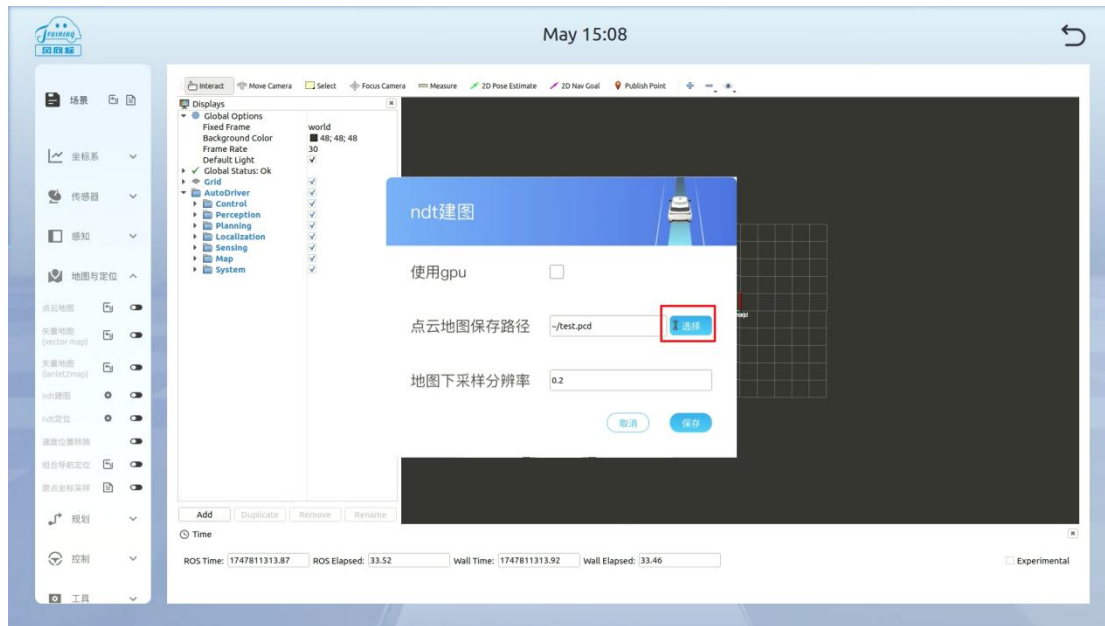 Training
风向标
May 15:08
场景
坐标系
传感器
感知
地图与定位
点云地图
矢量地图
(vector map)
矢量地图
(lanlet2map)
ndt建图
ndt定位
速度位置转换
组合导航定位
原点坐标采样
规划
控制
工具
Interact Move Camera Select Focus Camera Measure 2D Pose Estimate 2D Nav Goal Publish Point
Displays
Global Options
Fixed Frame world
Background Color 48; 48; 48
Frame Rate 30
Default Light
Global Status: Ok
Grid
AutoDriver
Control
Perception
Planning
Localization
Sensing
Map
System
Add Duplicate Remove Rename
ndt建图
使用gpu
点云地图保存路径 ~/test.pcd 选择
地图下采样分辨率 0.2
取消 保存
Time
ROS Time: 1747811313.87 ROS Elapsed: 33.52 Wall Time: 1747811313.92 Wall Elapsed: 33.46 Experimental